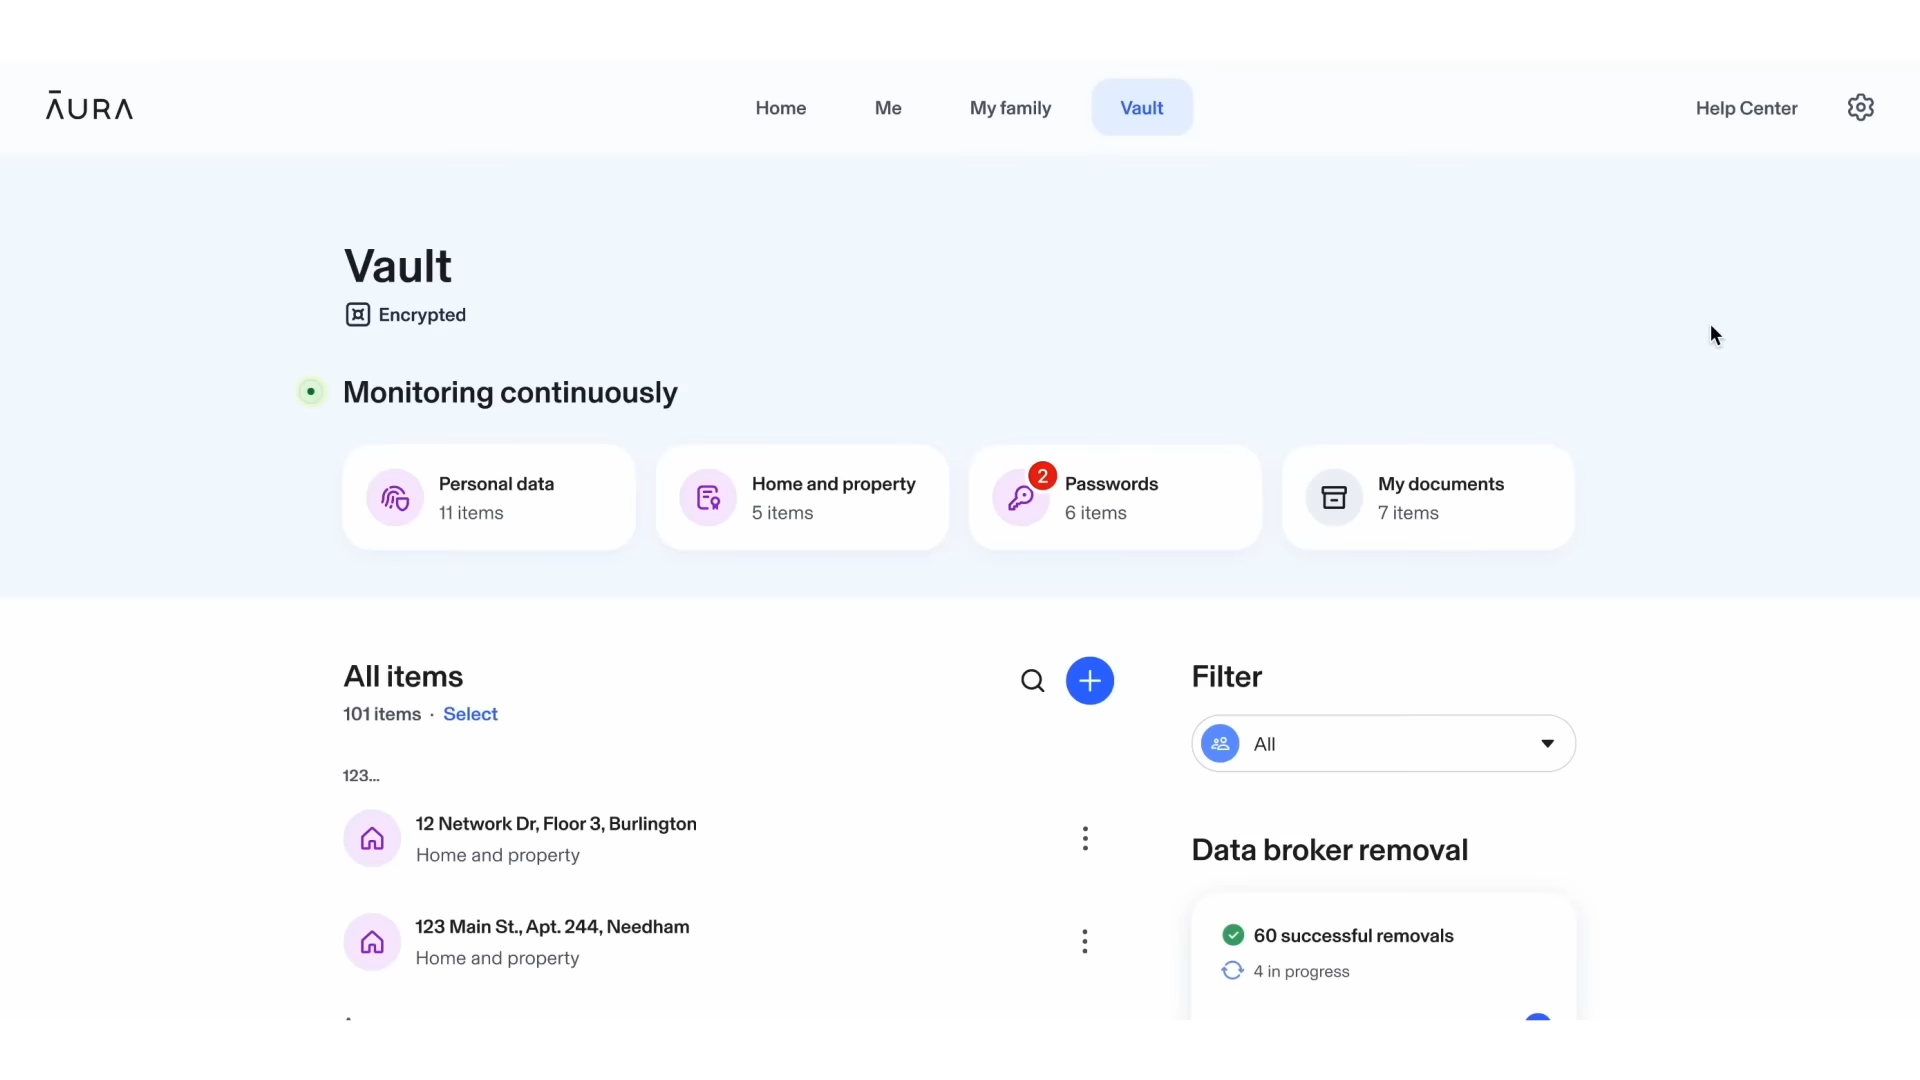 ĀURA
Home
Me
My family
Vault
Help Center
Vault
Encrypted
Monitoring continuously
Personal data
11 items
Home and property
5 items
2
Passwords
6 items
My documents
7 items
All items
101 items · Select
Filter
All
123...
12 Network Dr, Floor 3, Burlington
Home and property
123 Main St., Apt. 244, Needham
Home and property
Data broker removal
60 successful removals
4 in progress